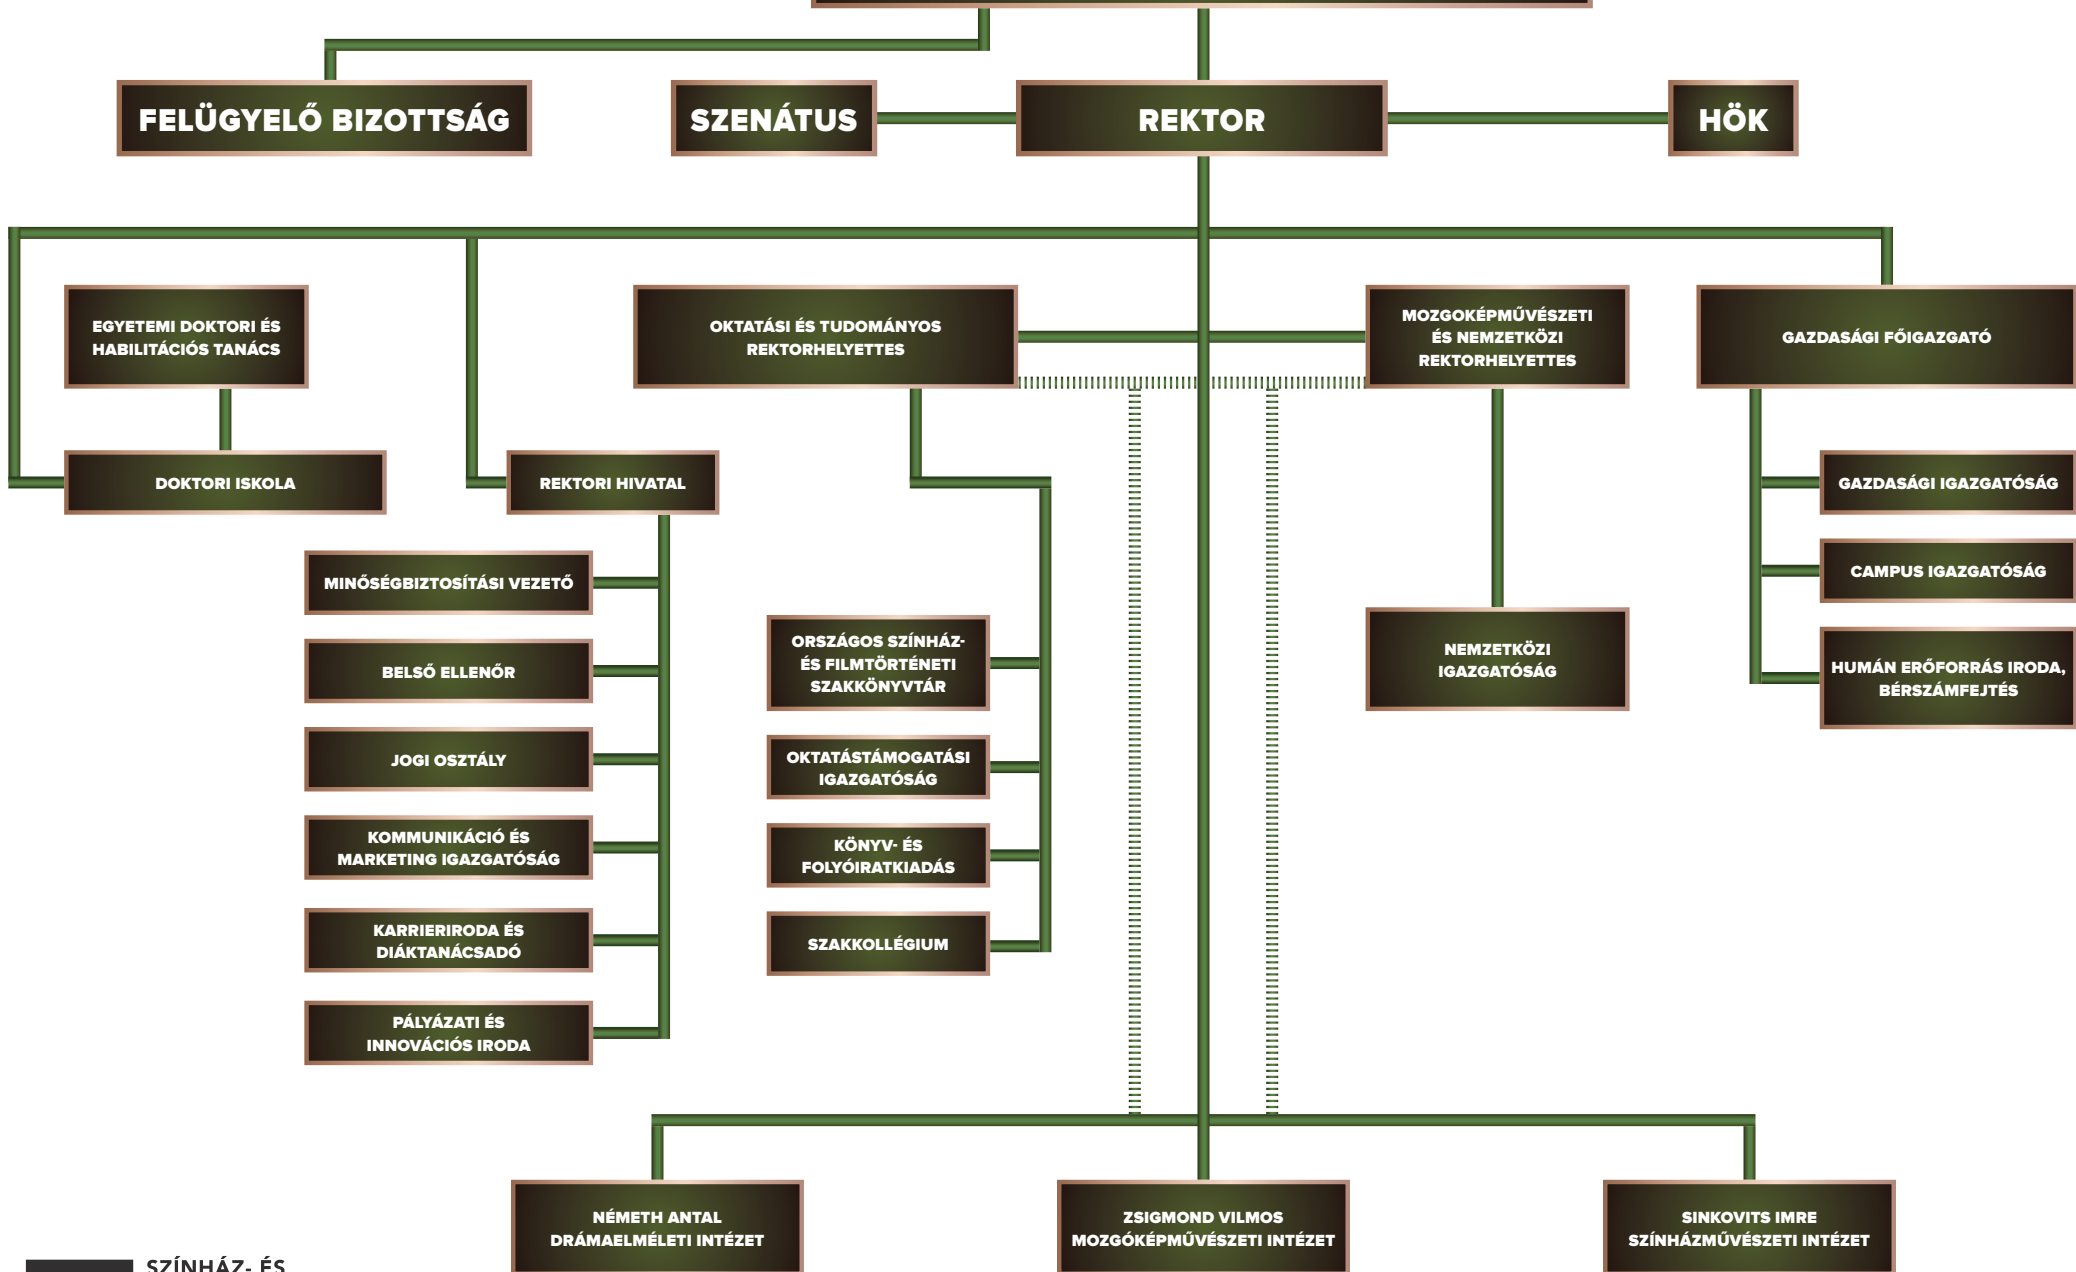 FELÜGYELŐ BIZOTTSÁG
SZENÁTUS
REKTOR
HÖK
EGYETEMI DOKTORI ÉS
HABILITÁCIÓS TANÁCS
OKTATÁSI ÉS TUDOMÁNYOS
REKTORHELYETTES
MOZGOKÉPMŰVÉSZETI
ÉS NEMZETKÖZI
REKTORHELYETTES
GAZDASÁGI FŐIGAZGATÓ
DOKTORI ISKOLA
REKTORI HIVATAL
GAZDASÁGI IGAZGATÓSÁG
CAMPUS IGAZGATÓSÁG
HUMÁN ERŐFORRÁS IRODA,
BÉRSZÁMFEJTÉS
MINŐSÉGBIZTOSÍTÁSI VEZETŐ
BELSŐ ELLENŐR
JOGI OSZTÁLY
KOMMUNIKÁCIÓ ÉS
MARKETING IGAZGATÓSÁG
KARRIERIRODA ÉS
DIÁKTANÁCSADÓ
PÁLYÁZATI ÉS
INNOVÁCIÓS IRODA
ORSZÁGOS SZÍNHÁZ-
ÉS FILMTÖRTÉNETI
SZAKKÖNYVTÁR
OKTATÁSTÁMOGATÁSI
IGAZGATÓSÁG
KÖNYV- ÉS
FOLYÓIRATKIADÁS
SZAKKOLLÉGIUM
NEMZETKÖZI
IGAZGATÓSÁG
NÉMETH ANTAL
DRÁMAELMÉLETI INTÉZET
ZSIGMOND VILMOS
MOZGÓKÉPMŰVÉSZETI INTÉZET
SINKOVITS IMRE
SZÍNHÁZMŰVÉSZETI INTÉZET
SZÍNHÁZ- ÉS